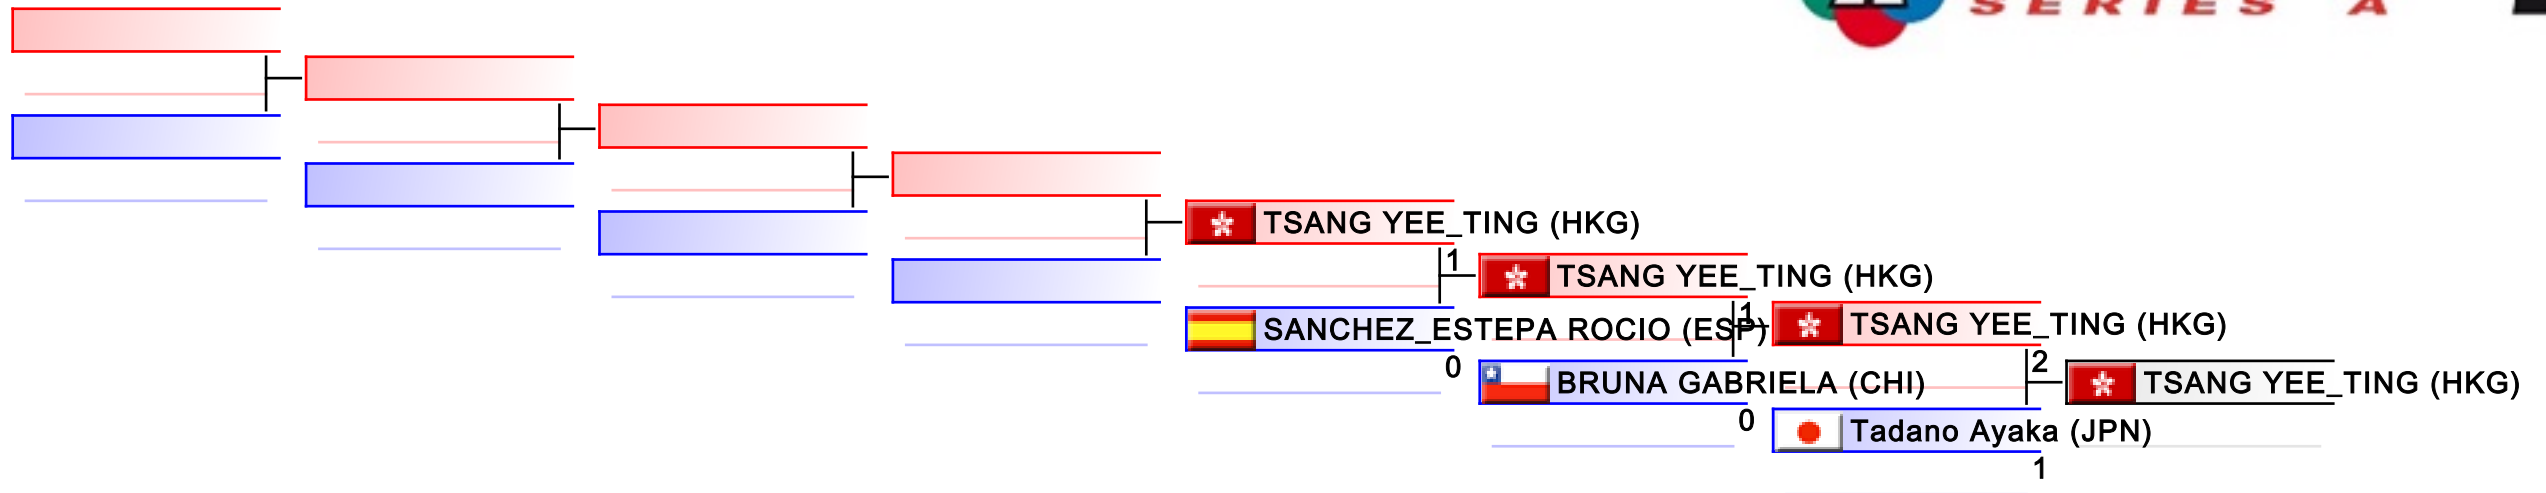 SERIES A
TSANG YEE_TING (HKG)
1
TSANG YEE_TING (HKG)
SANCHEZ_ESTEPA ROCIO (ESP)
1
TSANG YEE_TING (HKG)
0
BRUNA GABRIELA (CHI)
2
TSANG YEE_TING (HKG)
0
Tadano Ayaka (JPN)
1